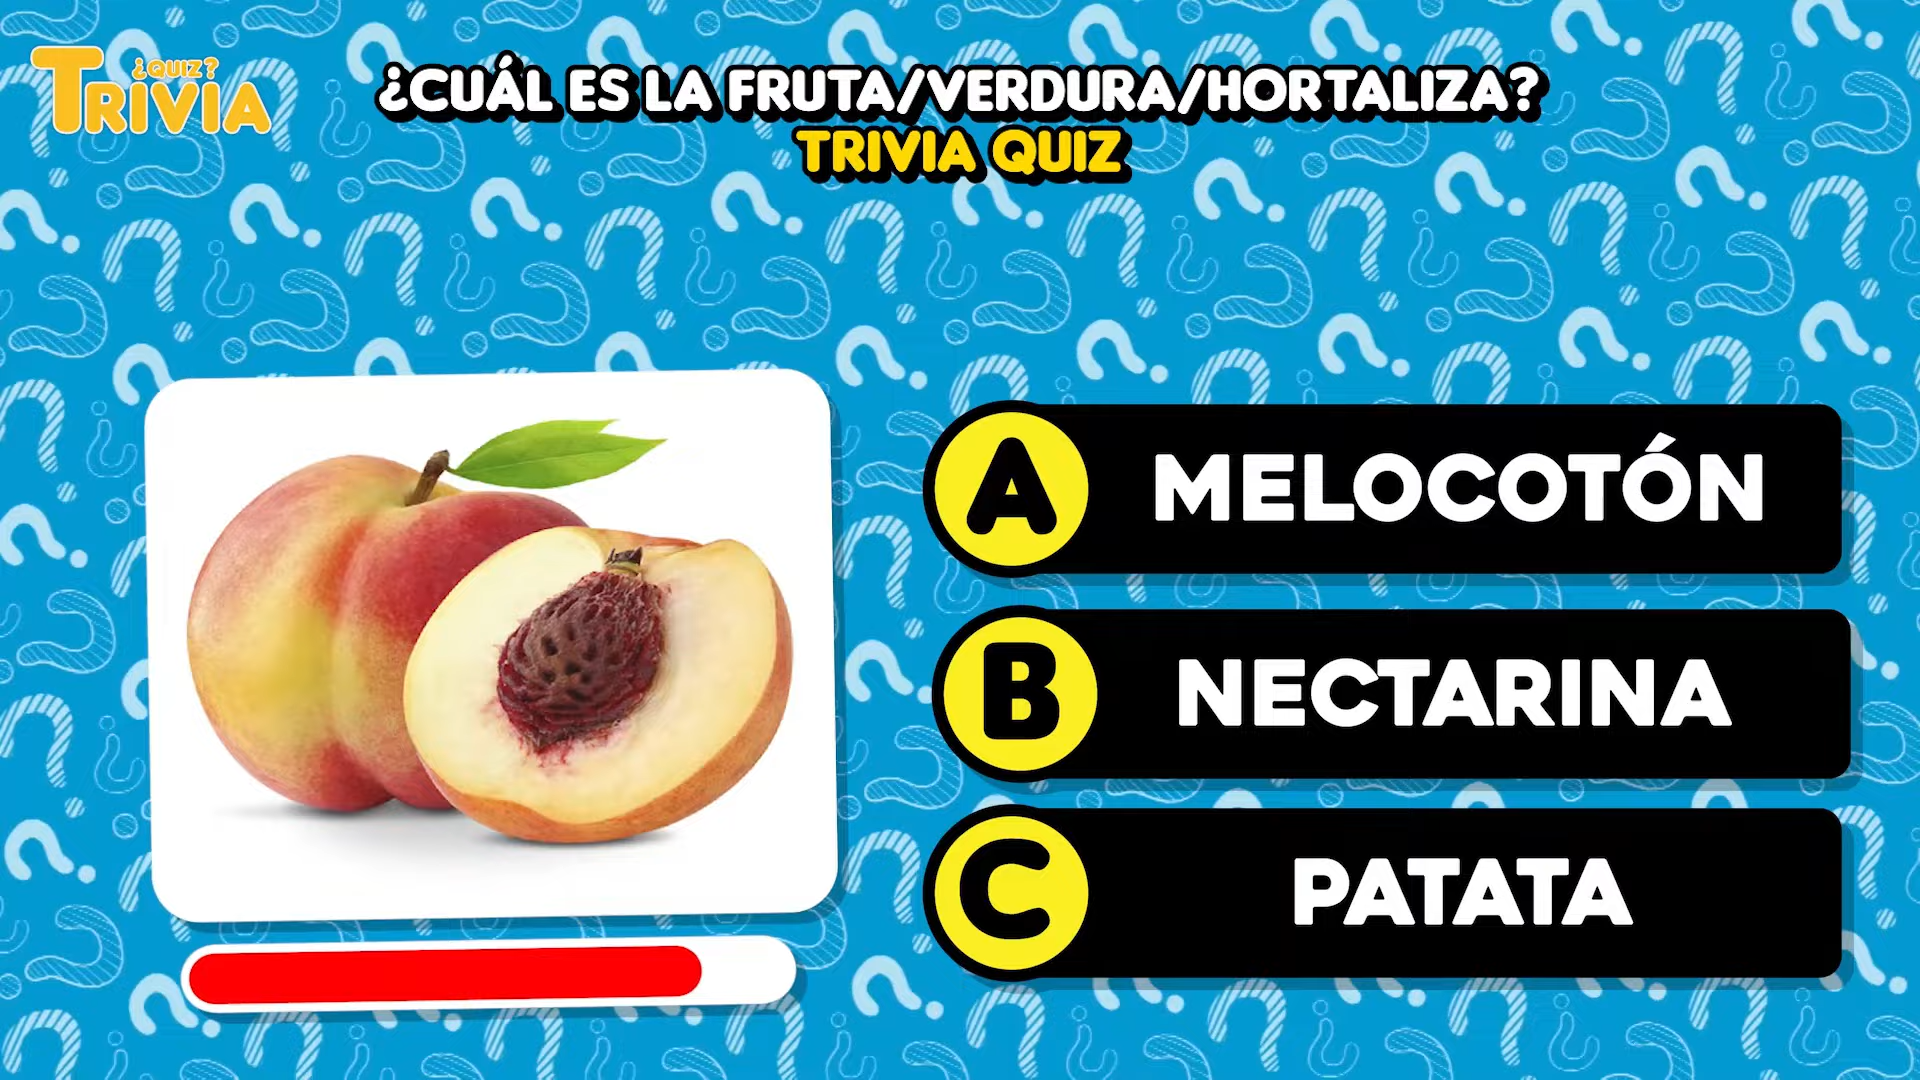 ¿QUIZ?
TRIVIA
¿CUÁL ES LA FRUTA/VERDURA/HORTALIZA?
TRIVIA QUIZ
A MELOCOTÓN
B NECTARINA
C PATATA